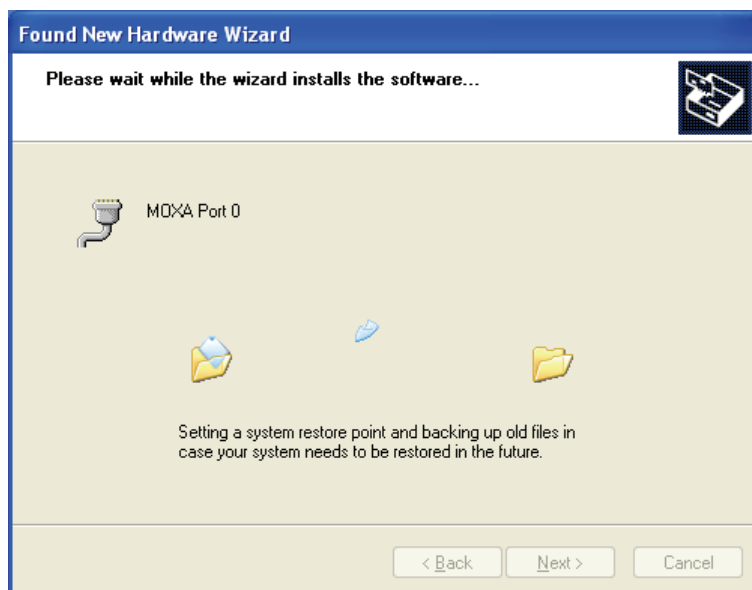 Found New Hardware Wizard
Please wait while the wizard installs the software...
MOXA Port 0
Setting a system restore point and backing up old files in
case your system needs to be restored in the future.
< Back
Next >
Cancel